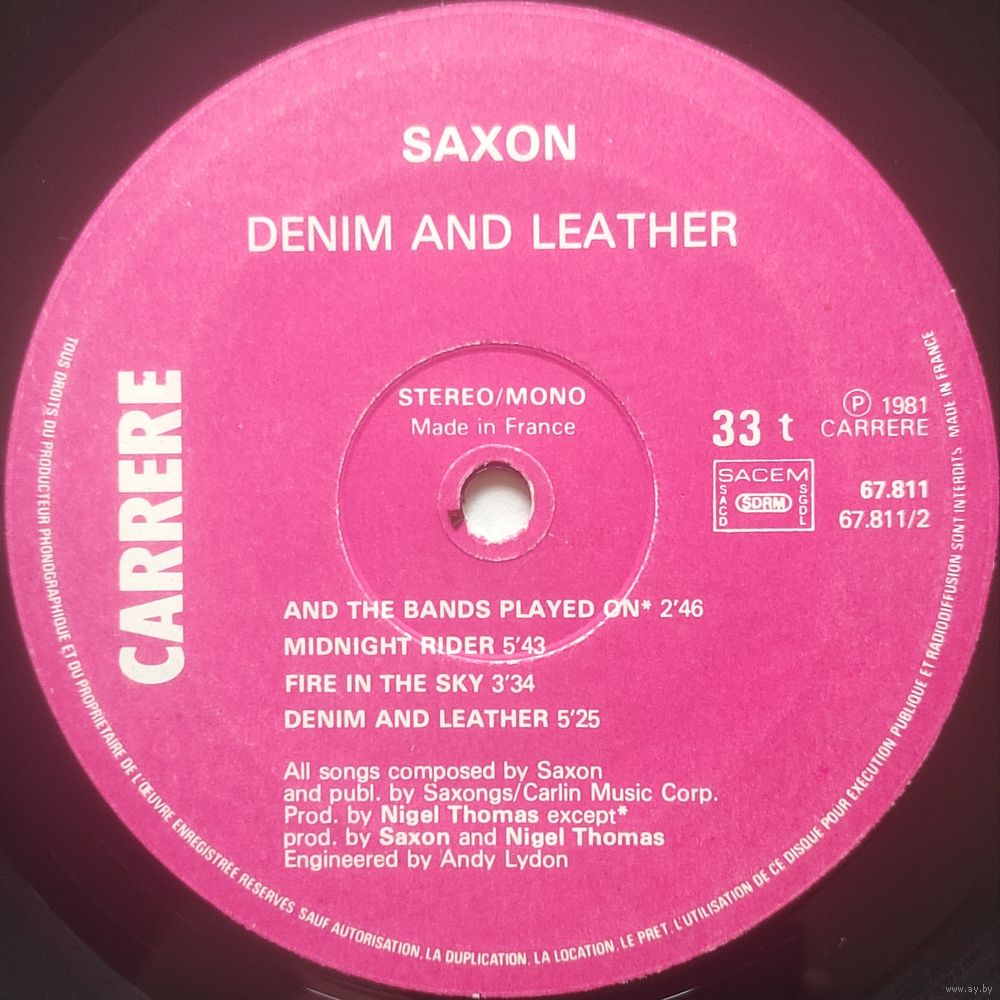 SAXON
DENIM AND LEATHER
STEREO/MONO
Made in France
33 t
℗ 1981
CARRERE
SACEM
SACD
SDRM
SGDL
67.811
67.811/2
CARRERE
AND THE BANDS PLAYED ON* 2'46
MIDNIGHT RIDER 5'43
FIRE IN THE SKY 3'34
DENIM AND LEATHER 5'25
All songs composed by Saxon
and publ. by Saxongs/Carlin Music Corp.
Prod. by Nigel Thomas except*
prod. by Saxon and Nigel Thomas
Engineered by Andy Lydon
TOUS DROITS DU PRODUCTEUR PHONOGRAPHIQUE ET DU PROPRIETAIRE DE L'ŒUVRE ENREGISTREE RESERVES. SAUF AUTORISATION, LA DUPLICATION, LA LOCATION, LE PRET, L'UTILISATION DE CE DISQUE POUR EXECUTION PUBLIQUE ET RADIODIFFUSION SONT INTERDITS MADE IN FRANCE
www.ay.by